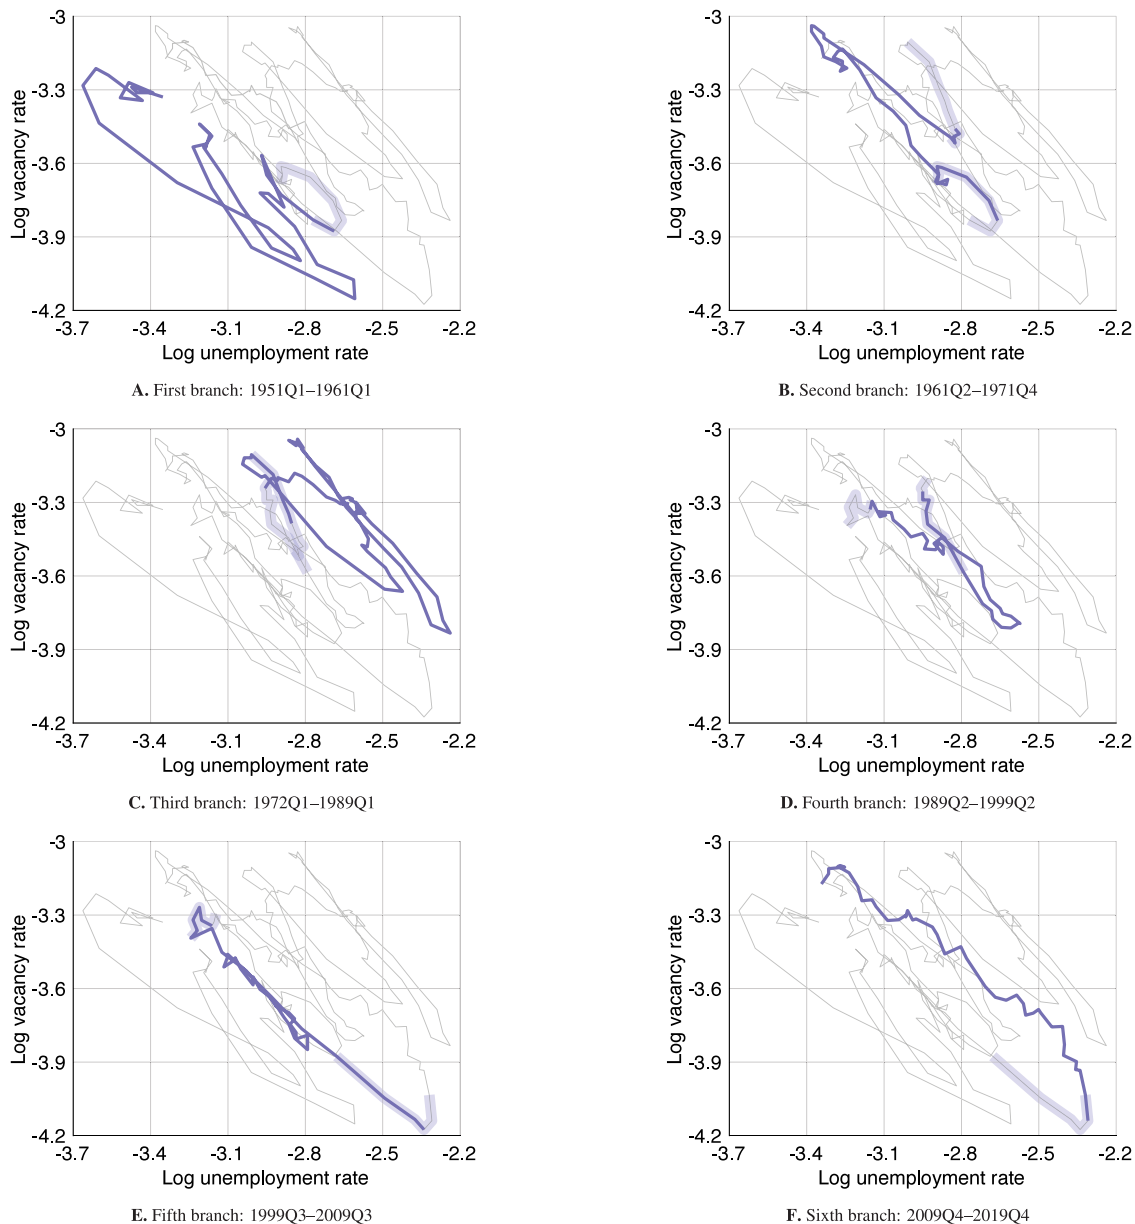 -3
-3.3
-3.6
-3.9
-4.2
Log vacancy rate
-3.7 -3.4 -3.1 -2.8 -2.5 -2.2
Log unemployment rate
A. First branch: 1951Q1–1961Q1
-3
-3.3
-3.6
-3.9
-4.2
Log vacancy rate
-3.7 -3.4 -3.1 -2.8 -2.5 -2.2
Log unemployment rate
B. Second branch: 1961Q2–1971Q4
-3
-3.3
-3.6
-3.9
-4.2
Log vacancy rate
-3.7 -3.4 -3.1 -2.8 -2.5 -2.2
Log unemployment rate
C. Third branch: 1972Q1–1989Q1
-3
-3.3
-3.6
-3.9
-4.2
Log vacancy rate
-3.7 -3.4 -3.1 -2.8 -2.5 -2.2
Log unemployment rate
D. Fourth branch: 1989Q2–1999Q2
-3
-3.3
-3.6
-3.9
-4.2
Log vacancy rate
-3.7 -3.4 -3.1 -2.8 -2.5 -2.2
Log unemployment rate
E. Fifth branch: 1999Q3–2009Q3
-3
-3.3
-3.6
-3.9
-4.2
Log vacancy rate
-3.7 -3.4 -3.1 -2.8 -2.5 -2.2
Log unemployment rate
F. Sixth branch: 2009Q4–2019Q4